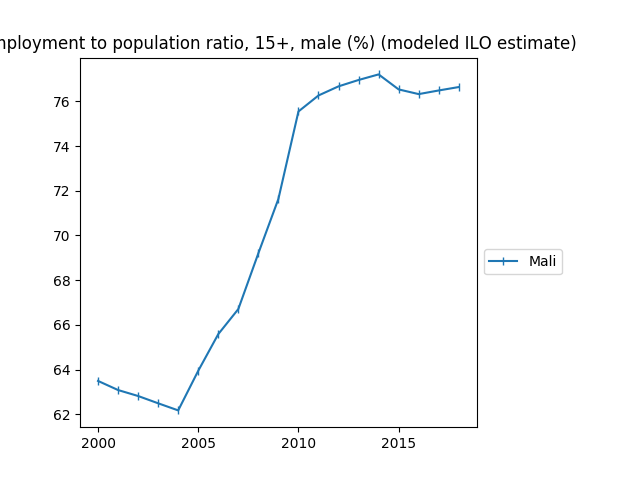 mployment to population ratio, 15+, male (%) (modeled ILO estimate)
76
74
72
70
68
66
64
62
2000 2005 2010 2015
Mali